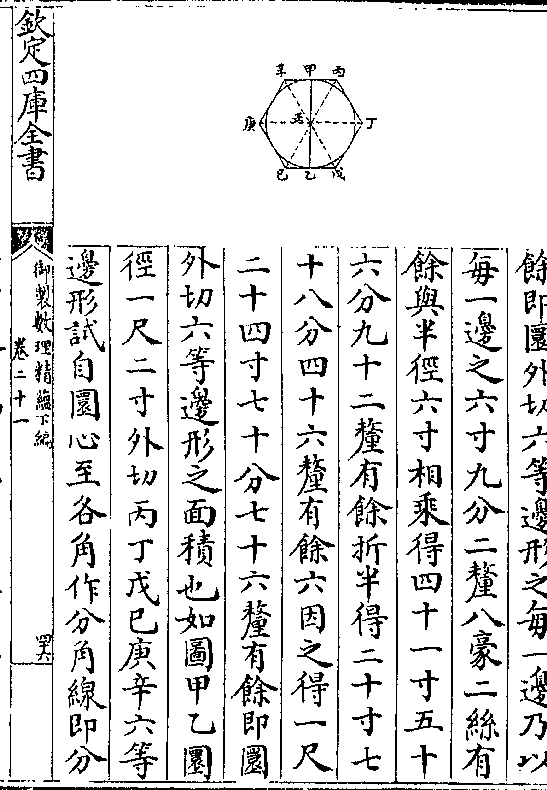 餘即圜外切六等邊形之每一邊乃以
每一邊之六寸九分二釐八豪二絲有
餘與半徑六寸相乘得四十一寸五十
六分九十二釐有餘折半得二十寸七
十八分四十六釐有餘六因之得一尺
二十四寸七十分七十六釐有餘即圜
外切六等邊形之面積也如圖甲乙圜
徑一尺二寸外切丙丁戊己庚辛六等
邊形試自圜心至各角作分角線即分
辛 甲 丙
庚 壬 丁
己 乙 戊
欽定四庫全書
御製數理精蘊下編
卷二十一